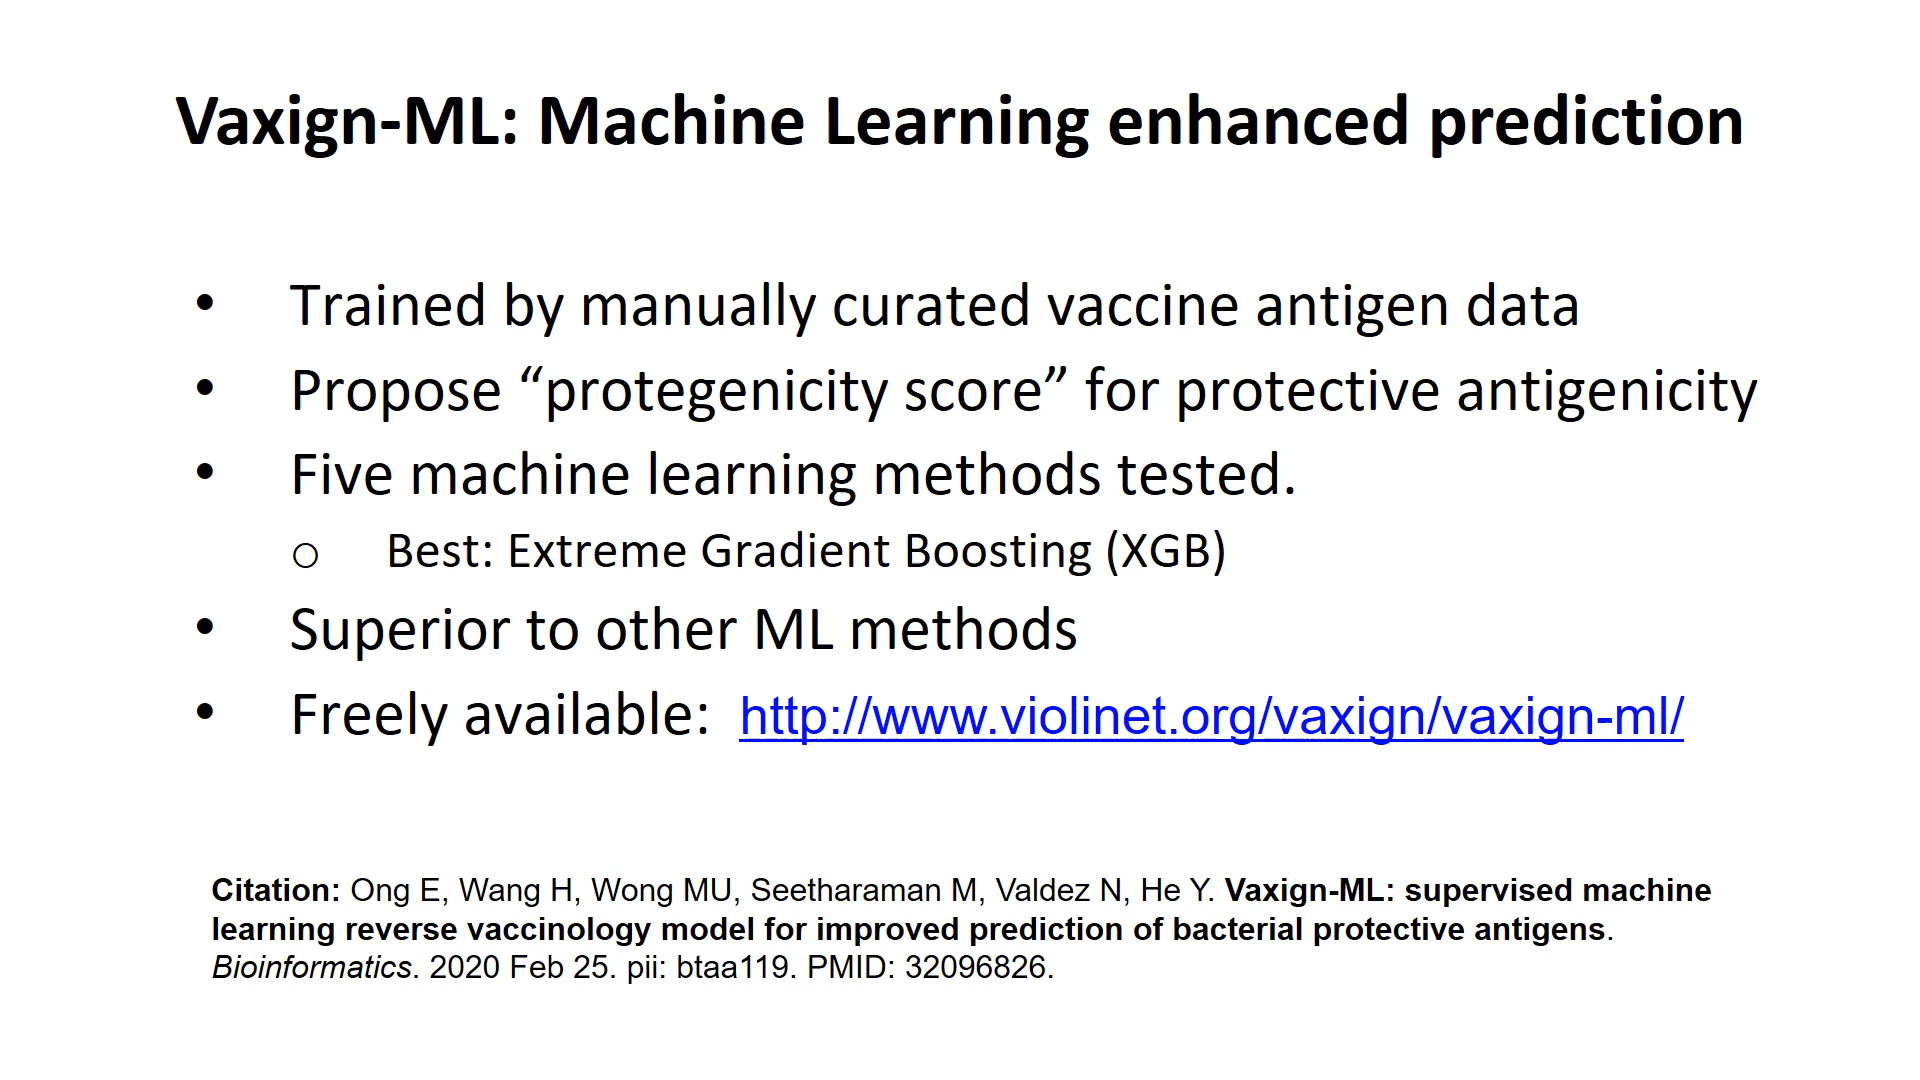 Vaxign-ML: Machine Learning enhanced prediction
• Trained by manually curated vaccine antigen data
• Propose “protegenicity score” for protective antigenicity
• Five machine learning methods tested.
o Best: Extreme Gradient Boosting (XGB)
• Superior to other ML methods
• Freely available: http://www.violinet.org/vaxign/vaxign-ml/
Citation: Ong E, Wang H, Wong MU, Seetharaman M, Valdez N, He Y. Vaxign-ML: supervised machine
learning reverse vaccinology model for improved prediction of bacterial protective antigens.
Bioinformatics. 2020 Feb 25. pii: btaa119. PMID: 32096826.